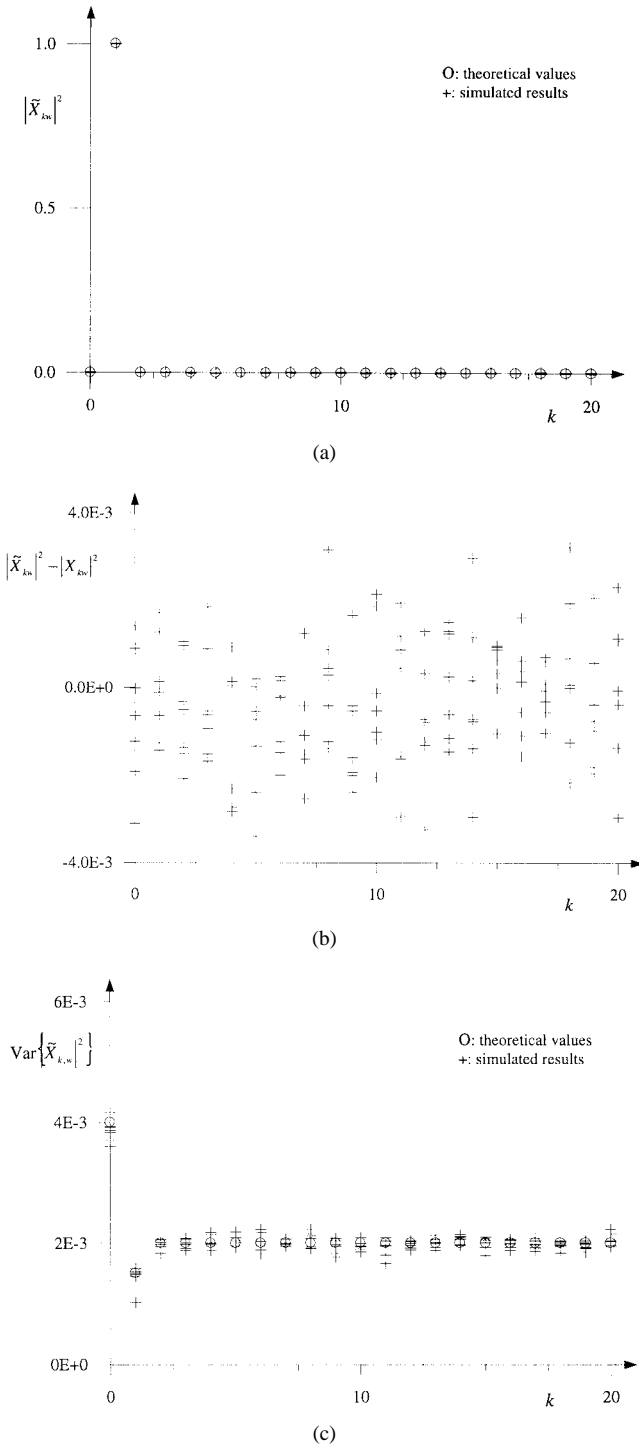 1.0
O: theoretical values
+: simulated results
|X̃_{kw}|^2
0.5
0.0
0 10 20
k
(a)
4.0E-3
|X̃_{kw}|^2 − |X_{kw}|^2
0.0E+0
-4.0E-3
0 10 20
k
(b)
6E-3
O: theoretical values
+: simulated results
Var{X̃_{k,w}|^2}
4E-3
2E-3
0E+0
0 10 20
k
(c)